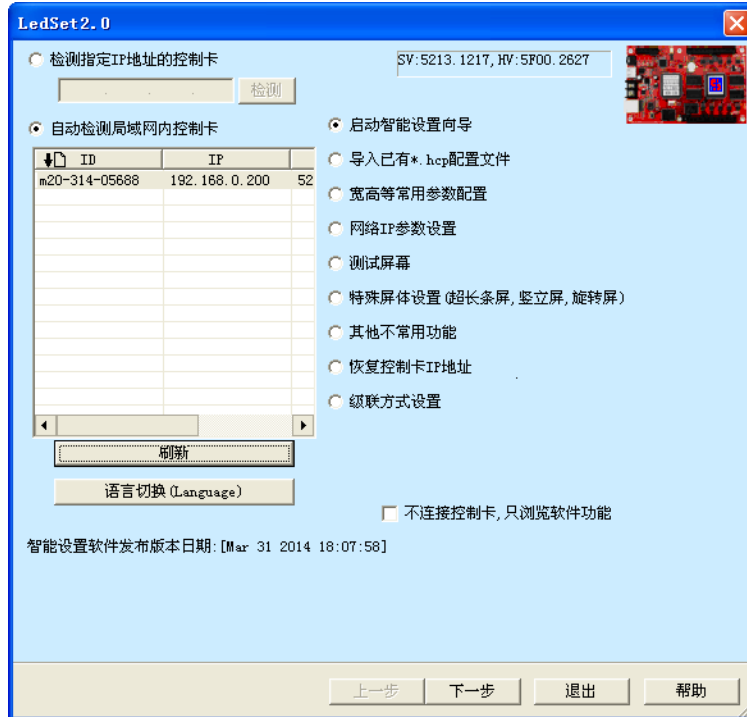 LedSet2.0
检测指定IP地址的控制卡
检测
自动检测局域网内控制卡
ID IP
m20-314-05688 192.168.0.200 52
刷新
语言切换(Language)
SV:5213.1217,HV:5F00.2627
启动智能设置向导
导入已有*.hcp配置文件
宽高等常用参数配置
网络IP参数设置
测试屏幕
特殊屏体设置(超长条屏,竖立屏,旋转屏)
其他不常用功能
恢复控制卡IP地址
级联方式设置
不连接控制卡,只浏览软件功能
智能设置软件发布版本日期:[Mar 31 2014 18:07:58]
上一步 下一步 退出 帮助